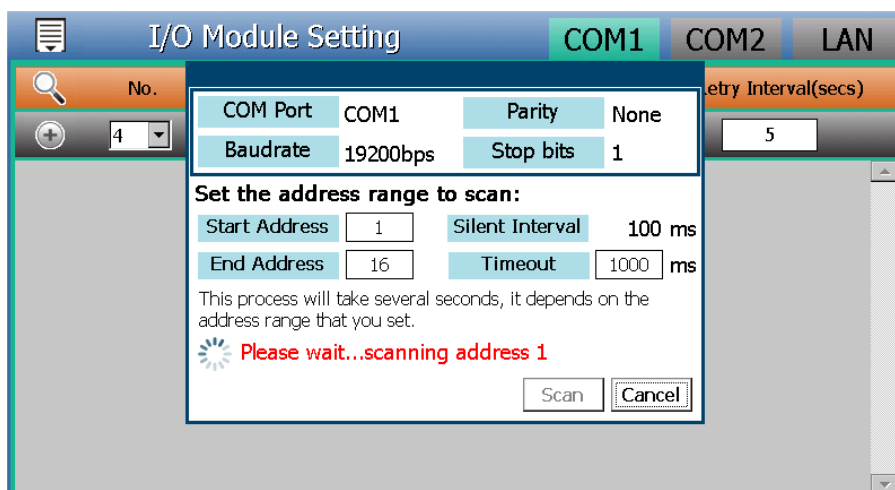 I/O Module Setting COM1 COM2 LAN
No. etry Interval(secs)
4 5
COM Port COM1 Parity None
Baudrate 19200bps Stop bits 1
Set the address range to scan:
Start Address 1 Silent Interval 100 ms
End Address 16 Timeout 1000 ms
This process will take several seconds, it depends on the
address range that you set.
Please wait...scanning address 1
Scan Cancel